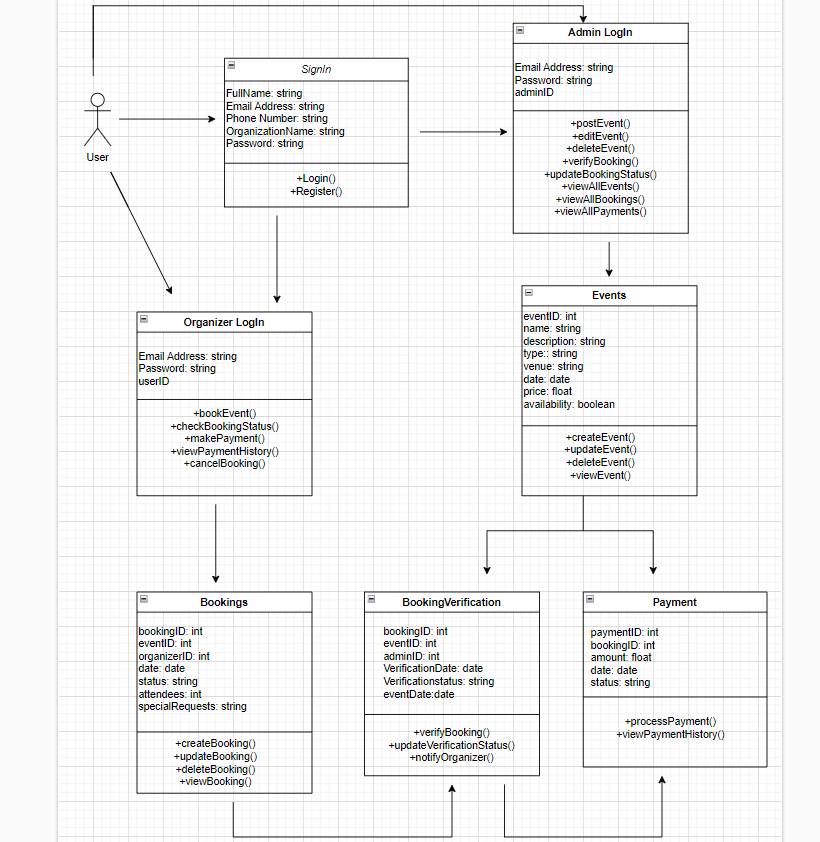 Admin LogIn
Email Address: string
Password: string
adminID
+postEvent()
+editEvent()
+deleteEvent()
+verifyBooking()
+updateBookingStatus()
+viewAllEvents()
+viewAllBookings()
+viewAllPayments()
SignIn
FullName: string
Email Address: string
Phone Number: string
OrganizationName: string
Password: string
+Login()
+Register()
User
Organizer LogIn
Email Address: string
Password: string
userID
+bookEvent()
+checkBookingStatus()
+makePayment()
+viewPaymentHistory()
+cancelBooking()
Events
eventID: int
name: string
description: string
type:: string
venue: string
date: date
price: float
availability: boolean
+createEvent()
+updateEvent()
+deleteEvent()
+viewEvent()
Bookings
bookingID: int
eventID: int
organizerID: int
date: date
status: string
attendees: int
specialRequests: string
+createBooking()
+updateBooking()
+deleteBooking()
+viewBooking()
BookingVerification
bookingID: int
eventID: int
adminID: int
VerificationDate: date
Verificationstatus: string
eventDate:date
+verifyBooking()
+updateVerificationStatus()
+notifyOrganizer()
Payment
paymentID: int
bookingID: int
amount: float
date: date
status: string
+processPayment()
+viewPaymentHistory()